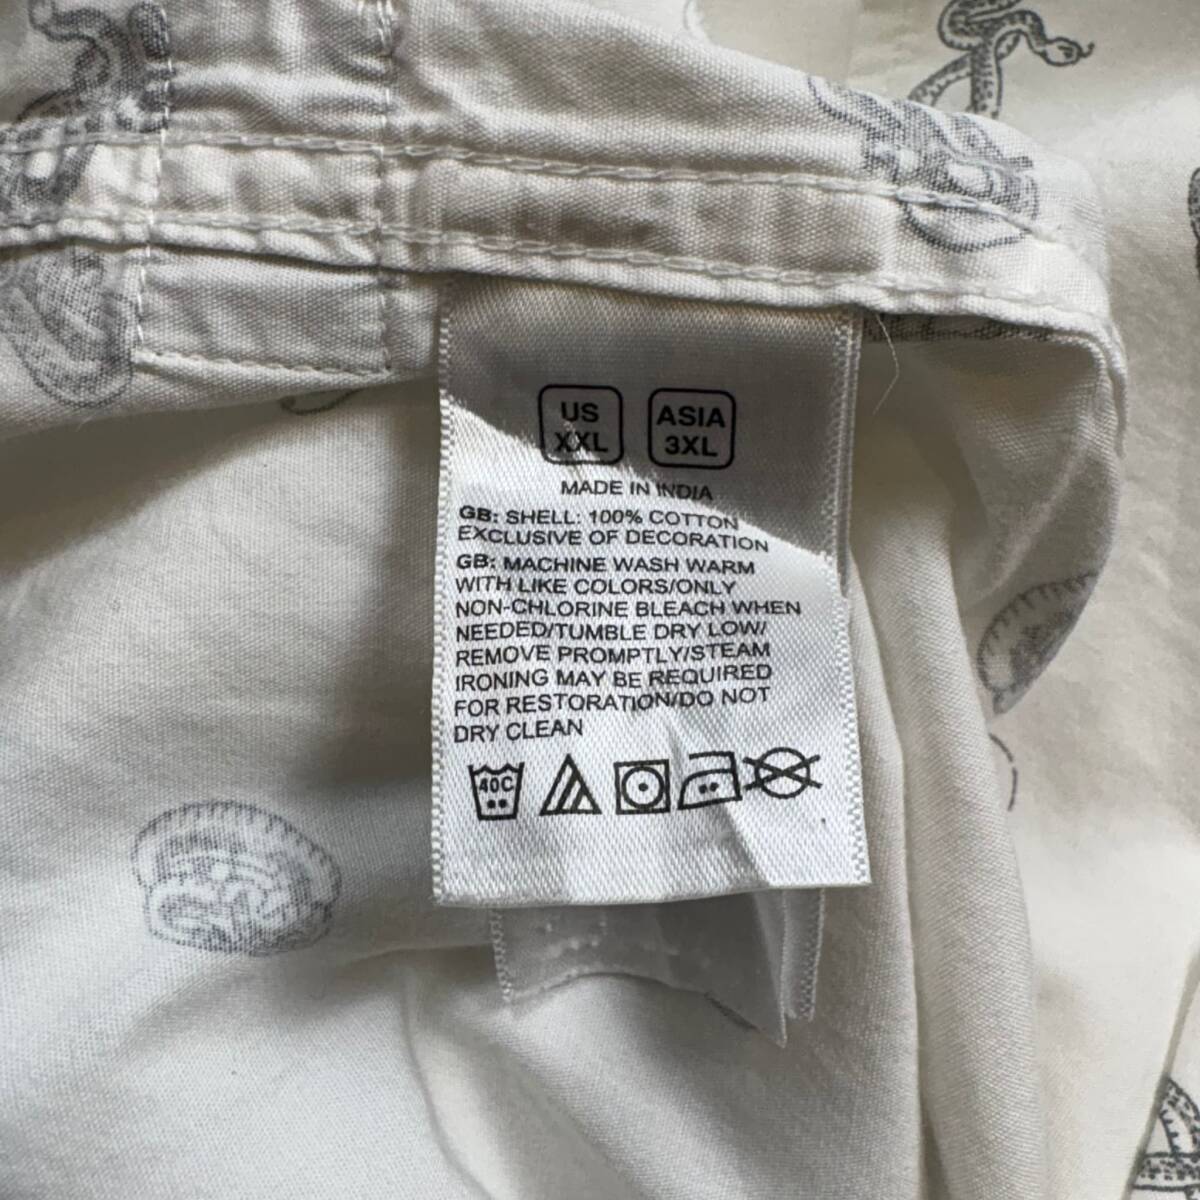 US XXL ASIA 3XL
MADE IN INDIA
GB: SHELL: 100% COTTON
EXCLUSIVE OF DECORATION
GB: MACHINE WASH WARM
WITH LIKE COLORS/ONLY
NON-CHLORINE BLEACH WHEN
NEEDED/TUMBLE DRY LOW/
REMOVE PROMPTLY/STEAM
IRONING MAY BE REQUIRED
FOR RESTORATION/DO NOT
DRY CLEAN
40C